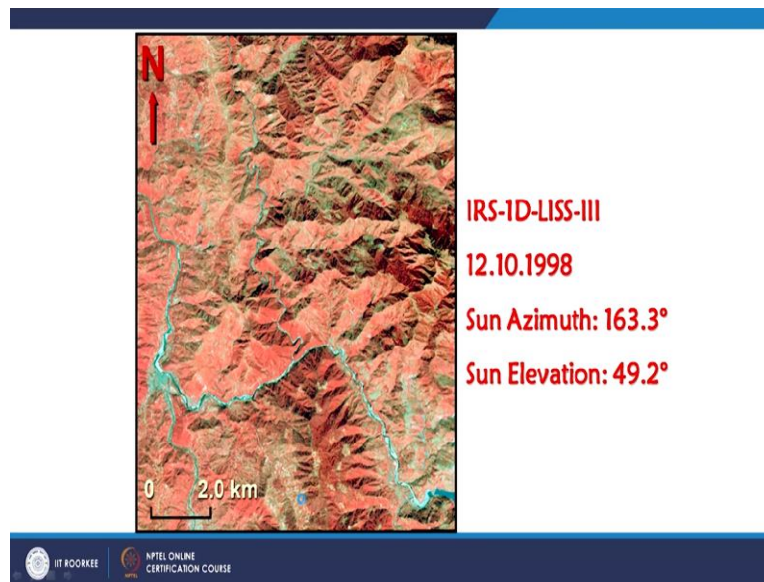 N
IRS-1D-LISS-III
12.10.1998
Sun Azimuth: 163.3°
Sun Elevation: 49.2°
0 2.0 km
IIT ROORKEE
NPTEL ONLINE
CERTIFICATION COURSE